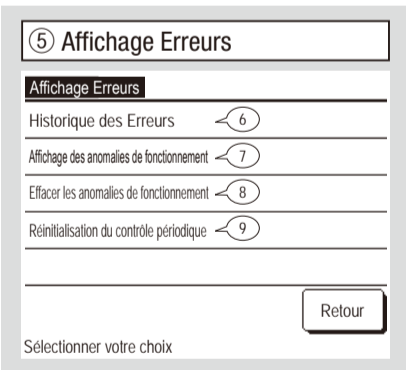 ⑤ Affichage Erreurs
Affichage Erreurs
Historique des Erreurs 6
Affichage des anomalies de fonctionnement 7
Effacer les anomalies de fonctionnement 8
Réinitialisation du contrôle périodique 9
Retour
Sélectionner votre choix